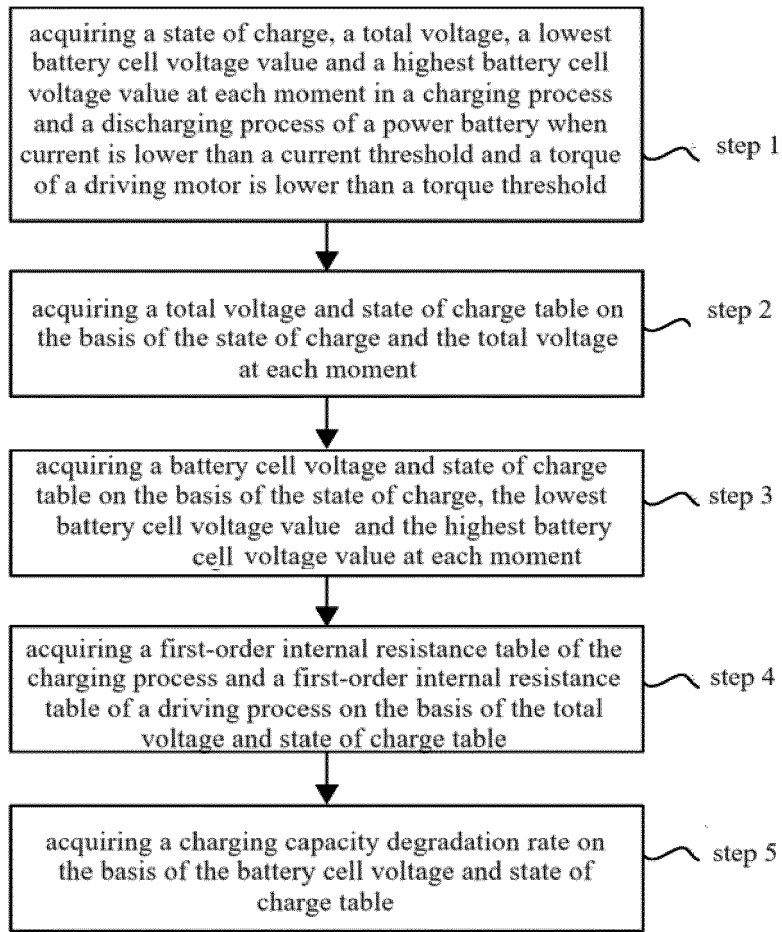 acquiring a state of charge, a total voltage, a lowest
battery cell voltage value and a highest battery cell
voltage value at each moment in a charging process
and a discharging process of a power battery when
current is lower than a current threshold and a torque
of a driving motor is lower than a torque threshold
step 1
acquiring a total voltage and state of charge table on
the basis of the state of charge and the total voltage
at each moment
step 2
acquiring a battery cell voltage and state of charge
table on the basis of the state of charge, the lowest
battery cell voltage value and the highest battery
cell voltage value at each moment
step 3
acquiring a first-order internal resistance table of the
charging process and a first-order internal resistance
table of a driving process on the basis of the total
voltage and state of charge table
step 4
acquiring a charging capacity degradation rate on
the basis of the battery cell voltage and state of
charge table
step 5